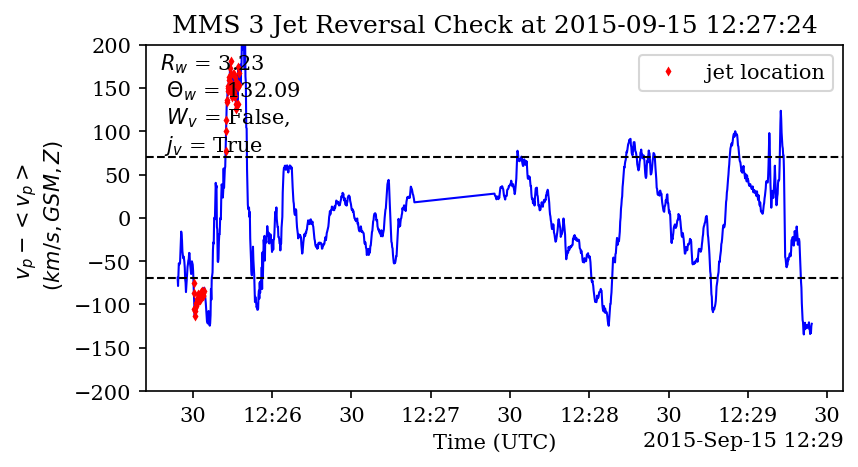 MMS 3 Jet Reversal Check at 2015-09-15 12:27:24
v_p − < v_p >
(km/s, GSM, Z)
200
150
100
50
0
−50
−100
−150
−200
R_w = 3.23
Θ_w = 132.09
W_v = False,
j_v = True
jet location
30 12:26 30 12:27 30 12:28 30 12:29 30
Time (UTC)
2015-Sep-15 12:29